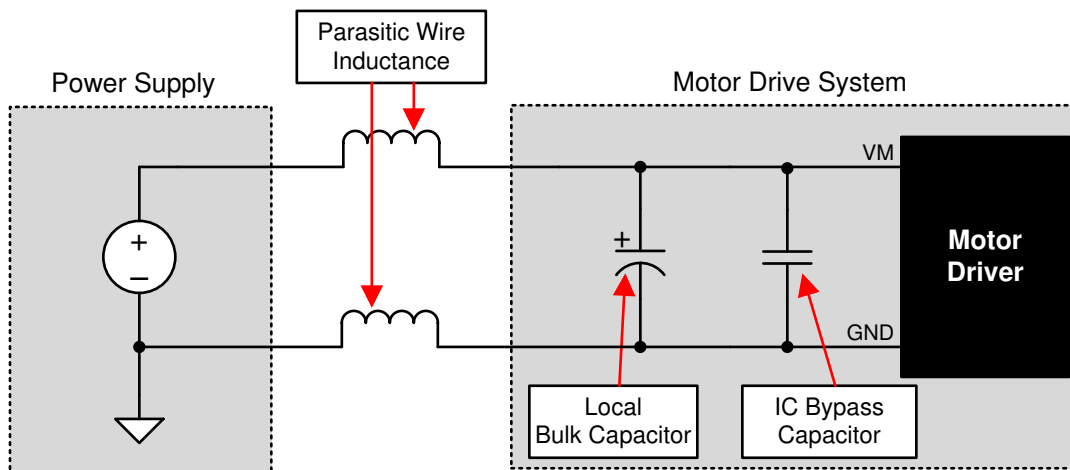 Parasitic Wire
Inductance
Power Supply
Motor Drive System
VM
+
−
+
Motor
Driver
GND
Local
Bulk Capacitor
IC Bypass
Capacitor